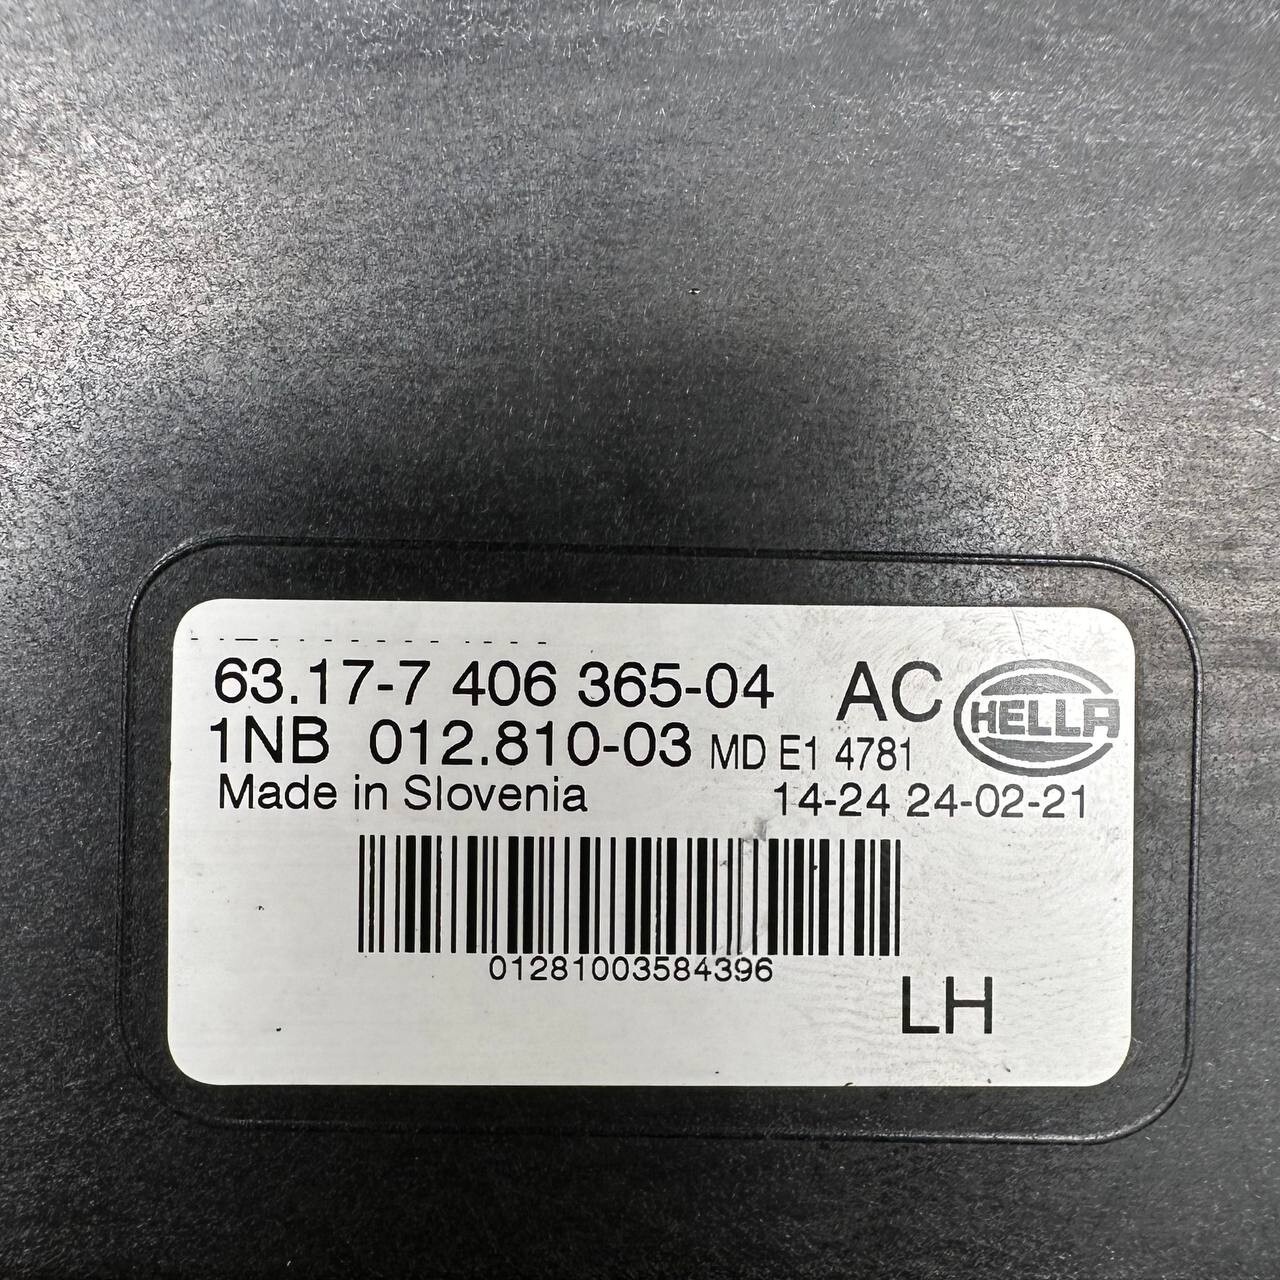 63.17-7 406 365-04 AC
HELLA
1NB 012.810-03 MD E1 4781
Made in Slovenia 14-24 24-02-21
01281003584396
LH